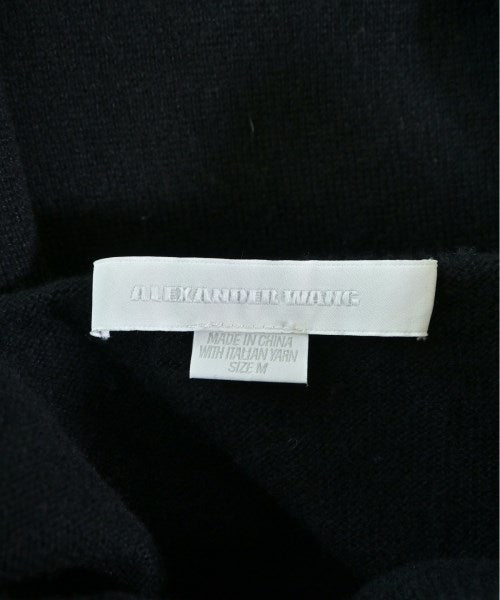 ALEXANDER WANG
MADE IN CHINA
WITH ITALIAN YARN
SIZE M